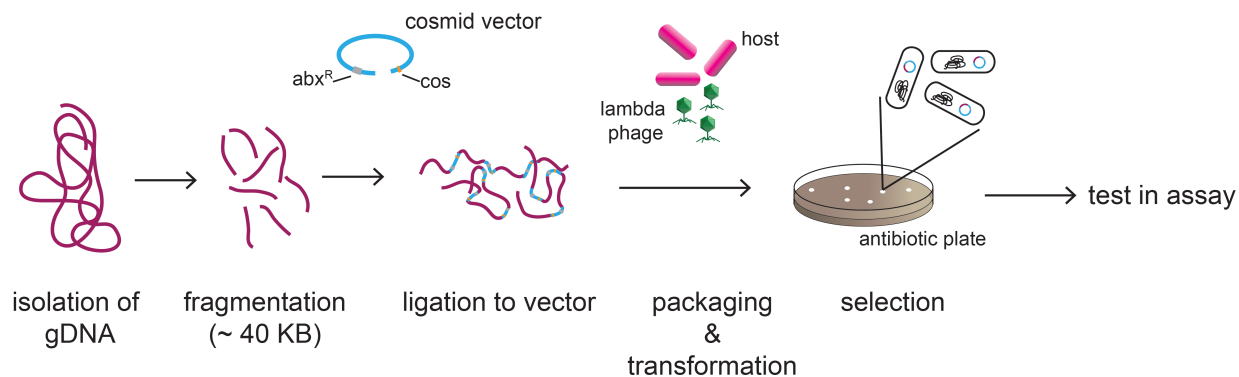 cosmid vector
abxᴿ
cos
host
lambda
phage
test in assay
antibiotic plate
isolation of
gDNA
fragmentation
(~ 40 KB)
ligation to vector
packaging
&
transformation
selection